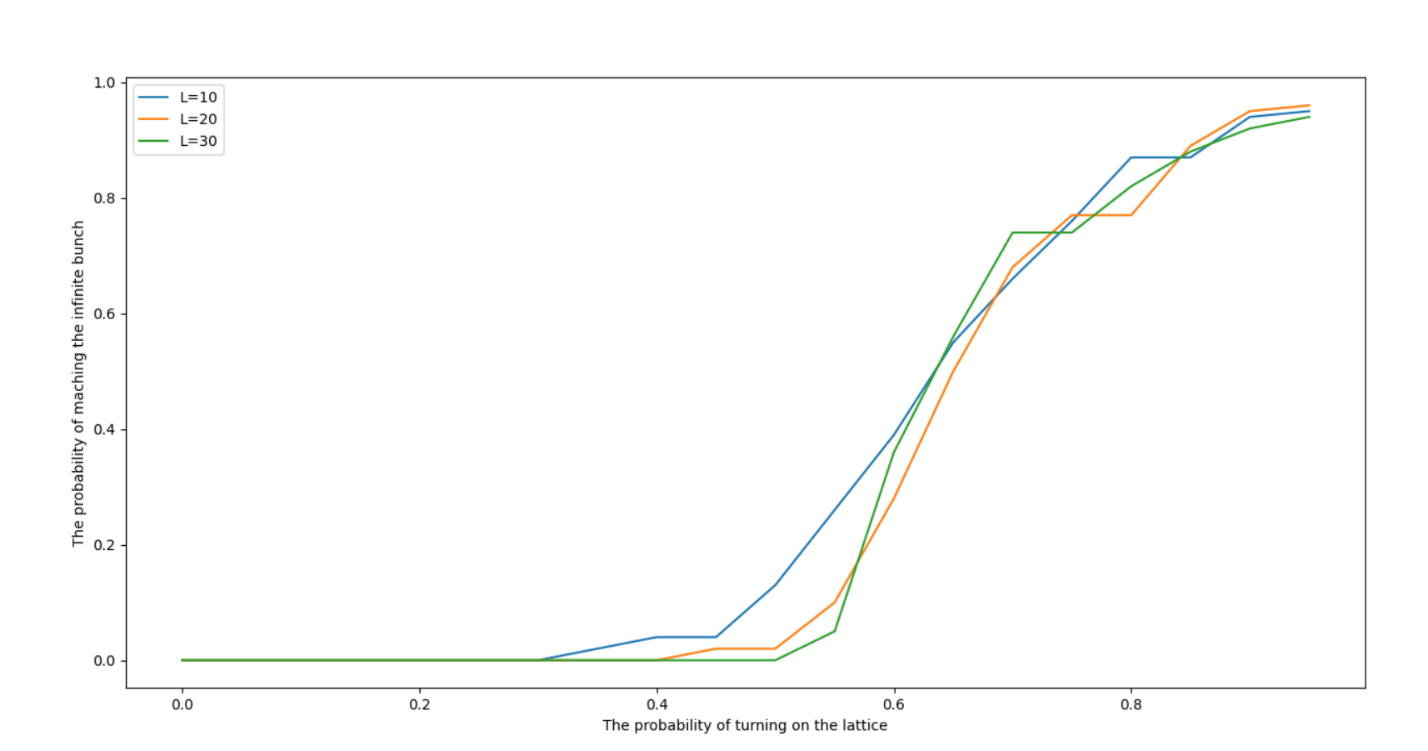 1.0
0.8
0.6
0.4
0.2
0.0
L=10
L=20
L=30
The probability of maching the infinite bunch
0.0 0.2 0.4 0.6 0.8
The probability of turning on the lattice